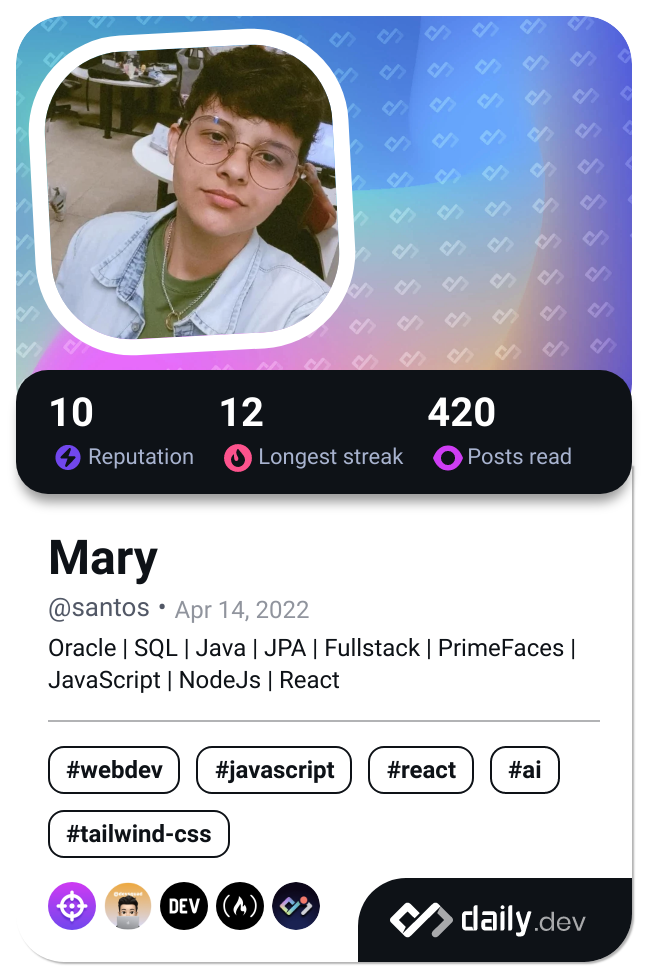 10 12 420
Reputation Longest streak Posts read
Mary
@santos • Apr 14, 2022
Oracle | SQL | Java | JPA | Fullstack | PrimeFaces |
JavaScript | NodeJs | React
#webdev #javascript #react #ai
#tailwind-css
DEV
daily.dev